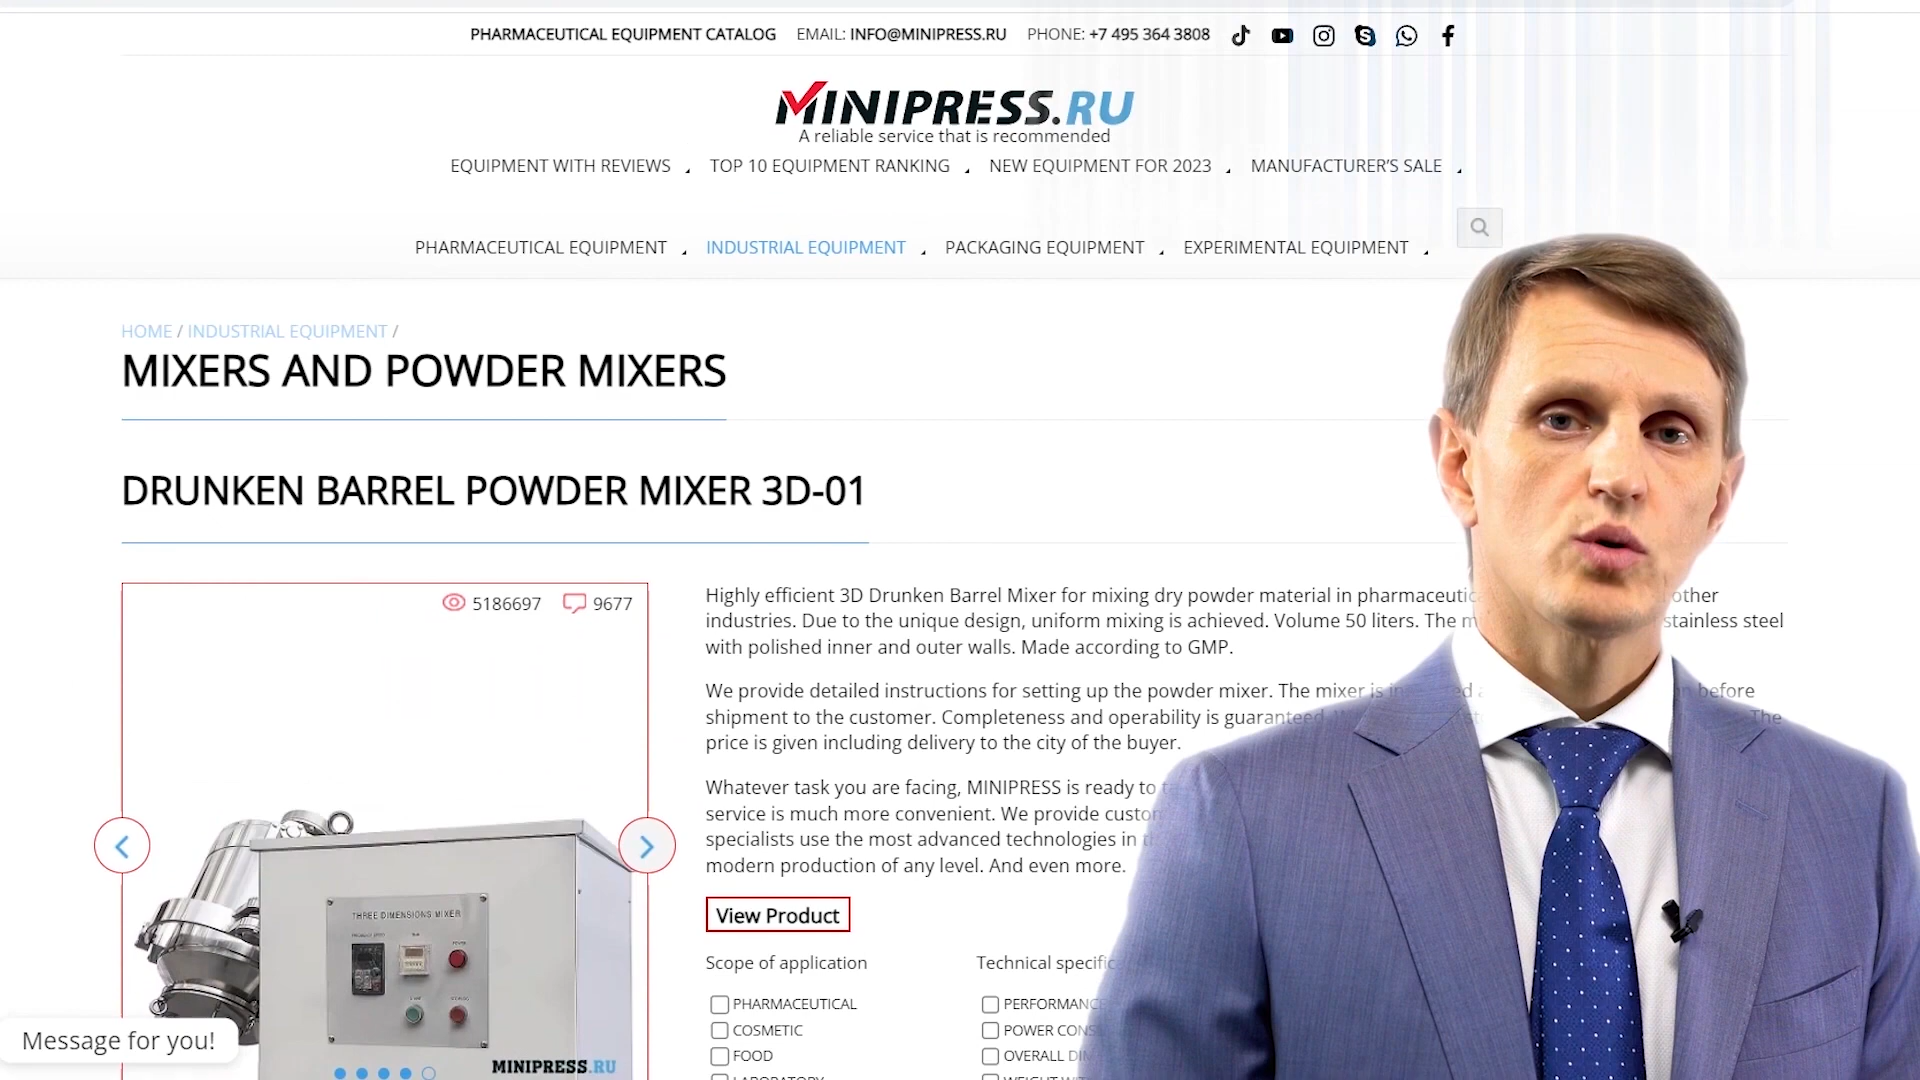 PHARMACEUTICAL EQUIPMENT CATALOG EMAIL: INFO@MINIPRESS.RU PHONE: +7 495 364 3808
MINIPRESS.RU
A reliable service that is recommended
EQUIPMENT WITH REVIEWS TOP 10 EQUIPMENT RANKING NEW EQUIPMENT FOR 2023 MANUFACTURER'S SALE
PHARMACEUTICAL EQUIPMENT INDUSTRIAL EQUIPMENT PACKAGING EQUIPMENT EXPERIMENTAL EQUIPMENT
HOME / INDUSTRIAL EQUIPMENT /
MIXERS AND POWDER MIXERS
DRUNKEN BARREL POWDER MIXER 3D-01
5186697 9677
Highly efficient 3D Drunken Barrel Mixer for mixing dry powder material in other
industries. Due to the unique design, uniform mixing is achieved. Volume 50 liters. The stainless steel
with polished inner and outer walls. Made according to GMP.
We provide detailed instructions for setting up the powder mixer. The mixer is before
shipment to the customer. Completeness and operability is guaranteed. The
price is given including delivery to the city of the buyer.
Whatever task you are facing, MINIPRESS is ready to
service is much more convenient. We provide
specialists use the most advanced technologies in
modern production of any level. And even more.
View Product
Scope of application Technical
PHARMACEUTICAL PERFORMANCE
COSMETIC POWER
FOOD OVERALL
LABORATORY WEIGHT
THREE DIMENSIONS MIXER
POWER
MINIPRESS.RU
Message for you!